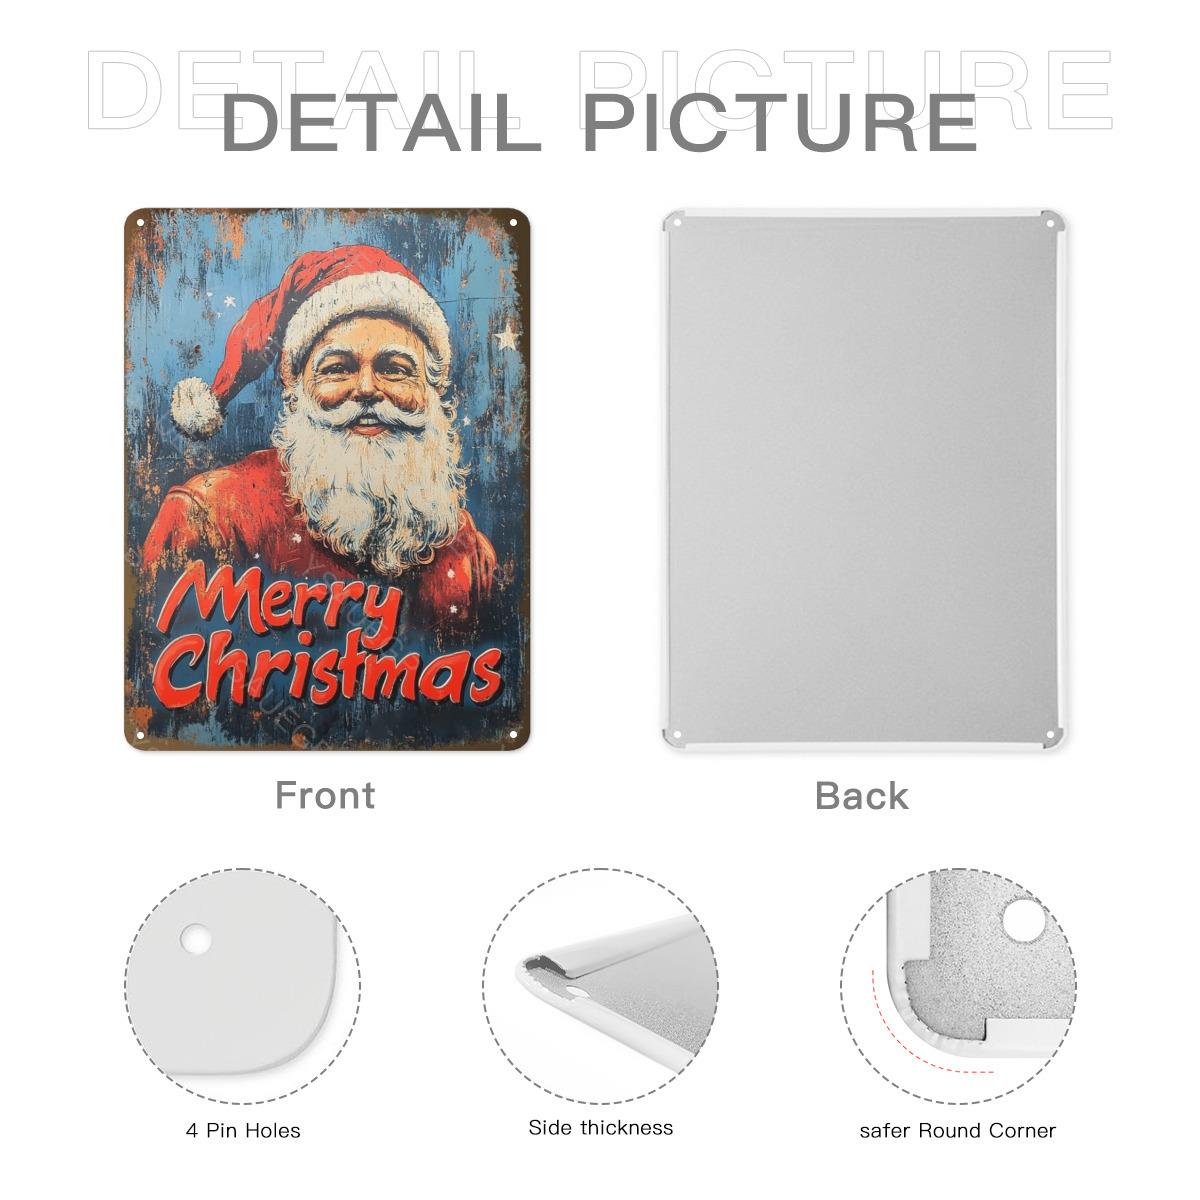 DETAIL PICTURE
DETAIL PICTURE
Merry
Christmas
Front
Back
4 Pin Holes
Side thickness
safer Round Corner